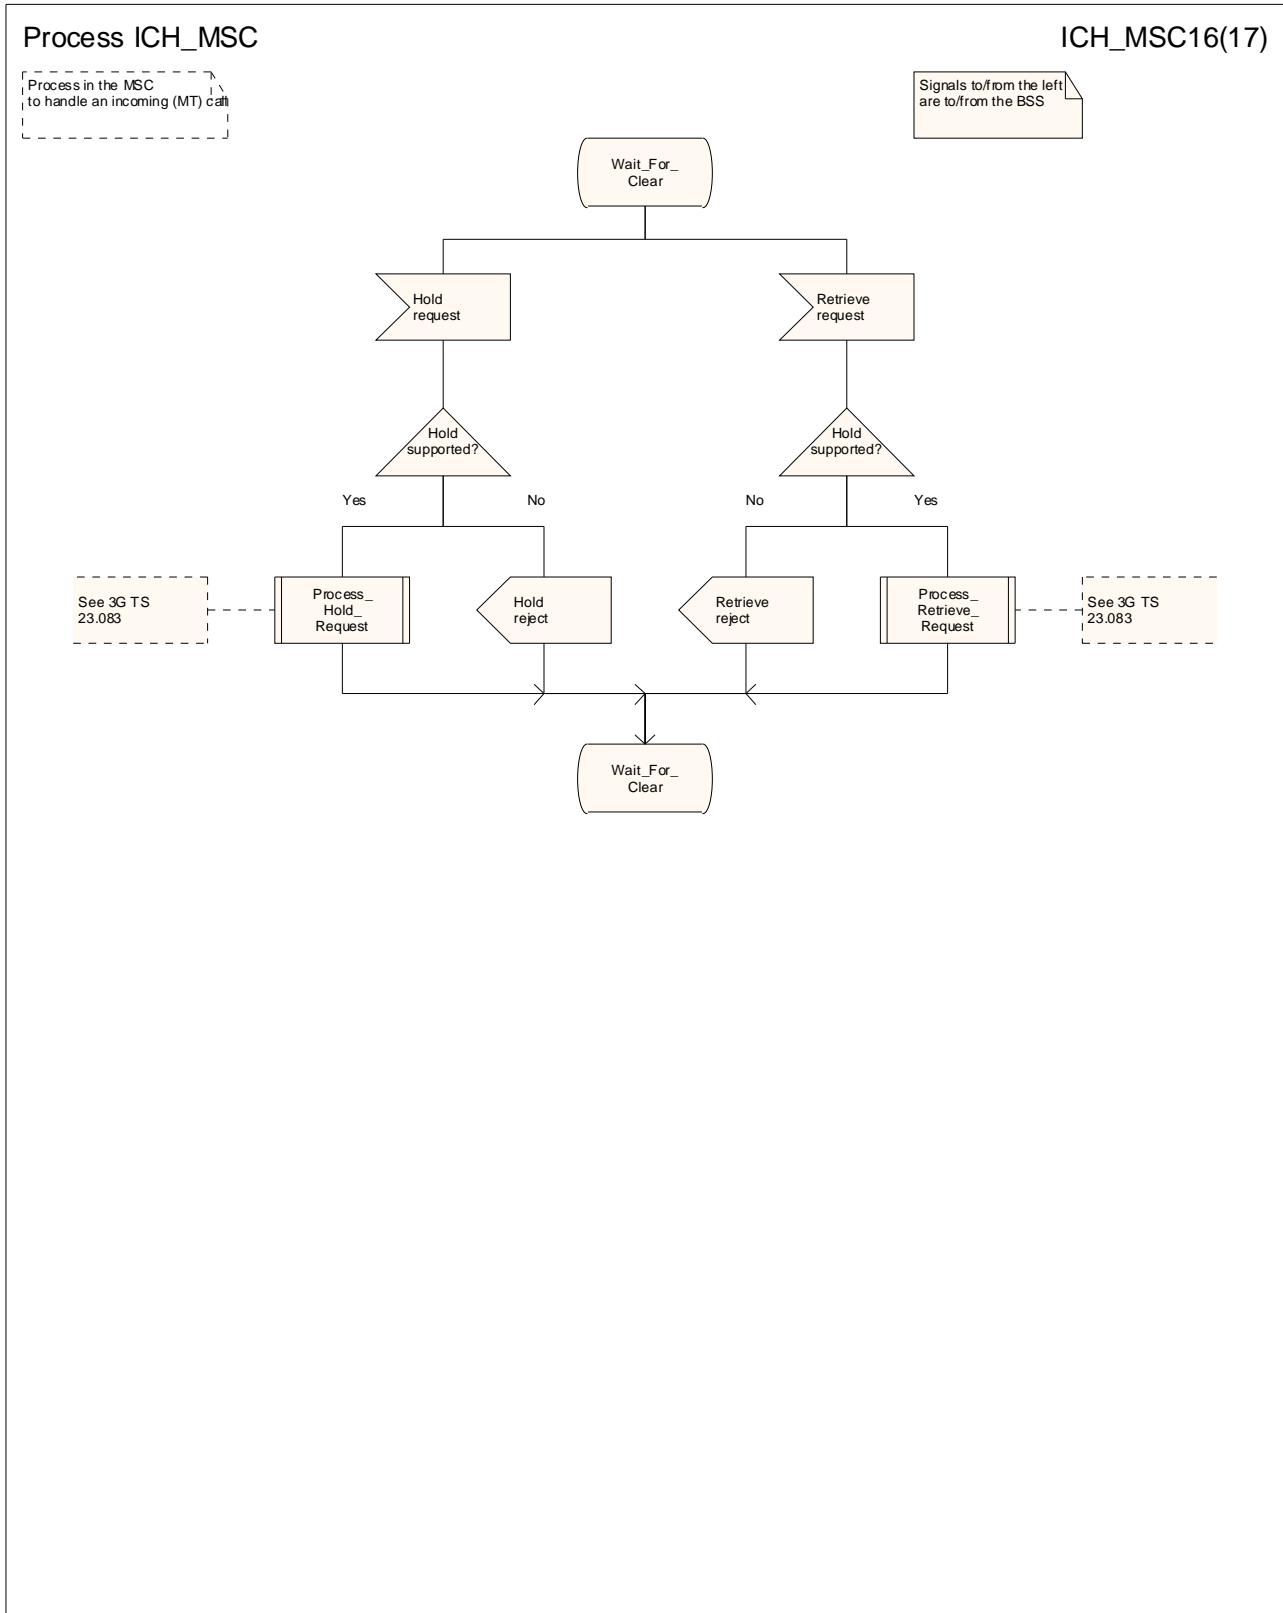 Process ICH_MSC
ICH_MSC16(17)
Process in the MSC
to handle an incoming (MT) call
Signals to/from the left
are to/from the BSS
Wait_For_
Clear
Hold
request
Retrieve
request
Hold
supported?
Hold
supported?
Yes
No
No
Yes
See 3G TS
23.083
Process_
Hold_
Request
Hold
reject
Retrieve
reject
Process_
Retrieve_
Request
See 3G TS
23.083
Wait_For_
Clear